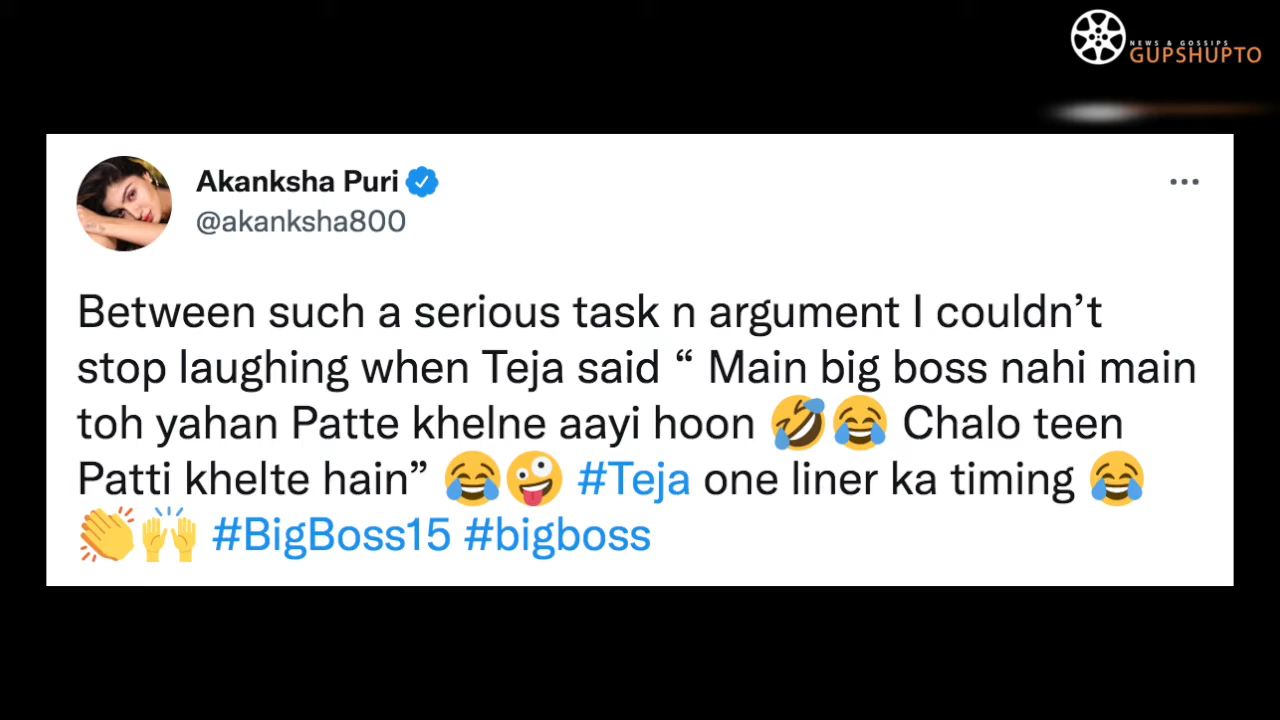 NEWS & GOSSIPS
GUPSHUPTO
Akanksha Puri
@akanksha800
Between such a serious task n argument I couldn’t
stop laughing when Teja said “ Main big boss nahi main
toh yahan Patte khelne aayi hoon 🤣😂 Chalo teen
Patti khelte hain” 😂🤪 #Teja one liner ka timing 😂
👏🙌 #BigBoss15 #bigboss